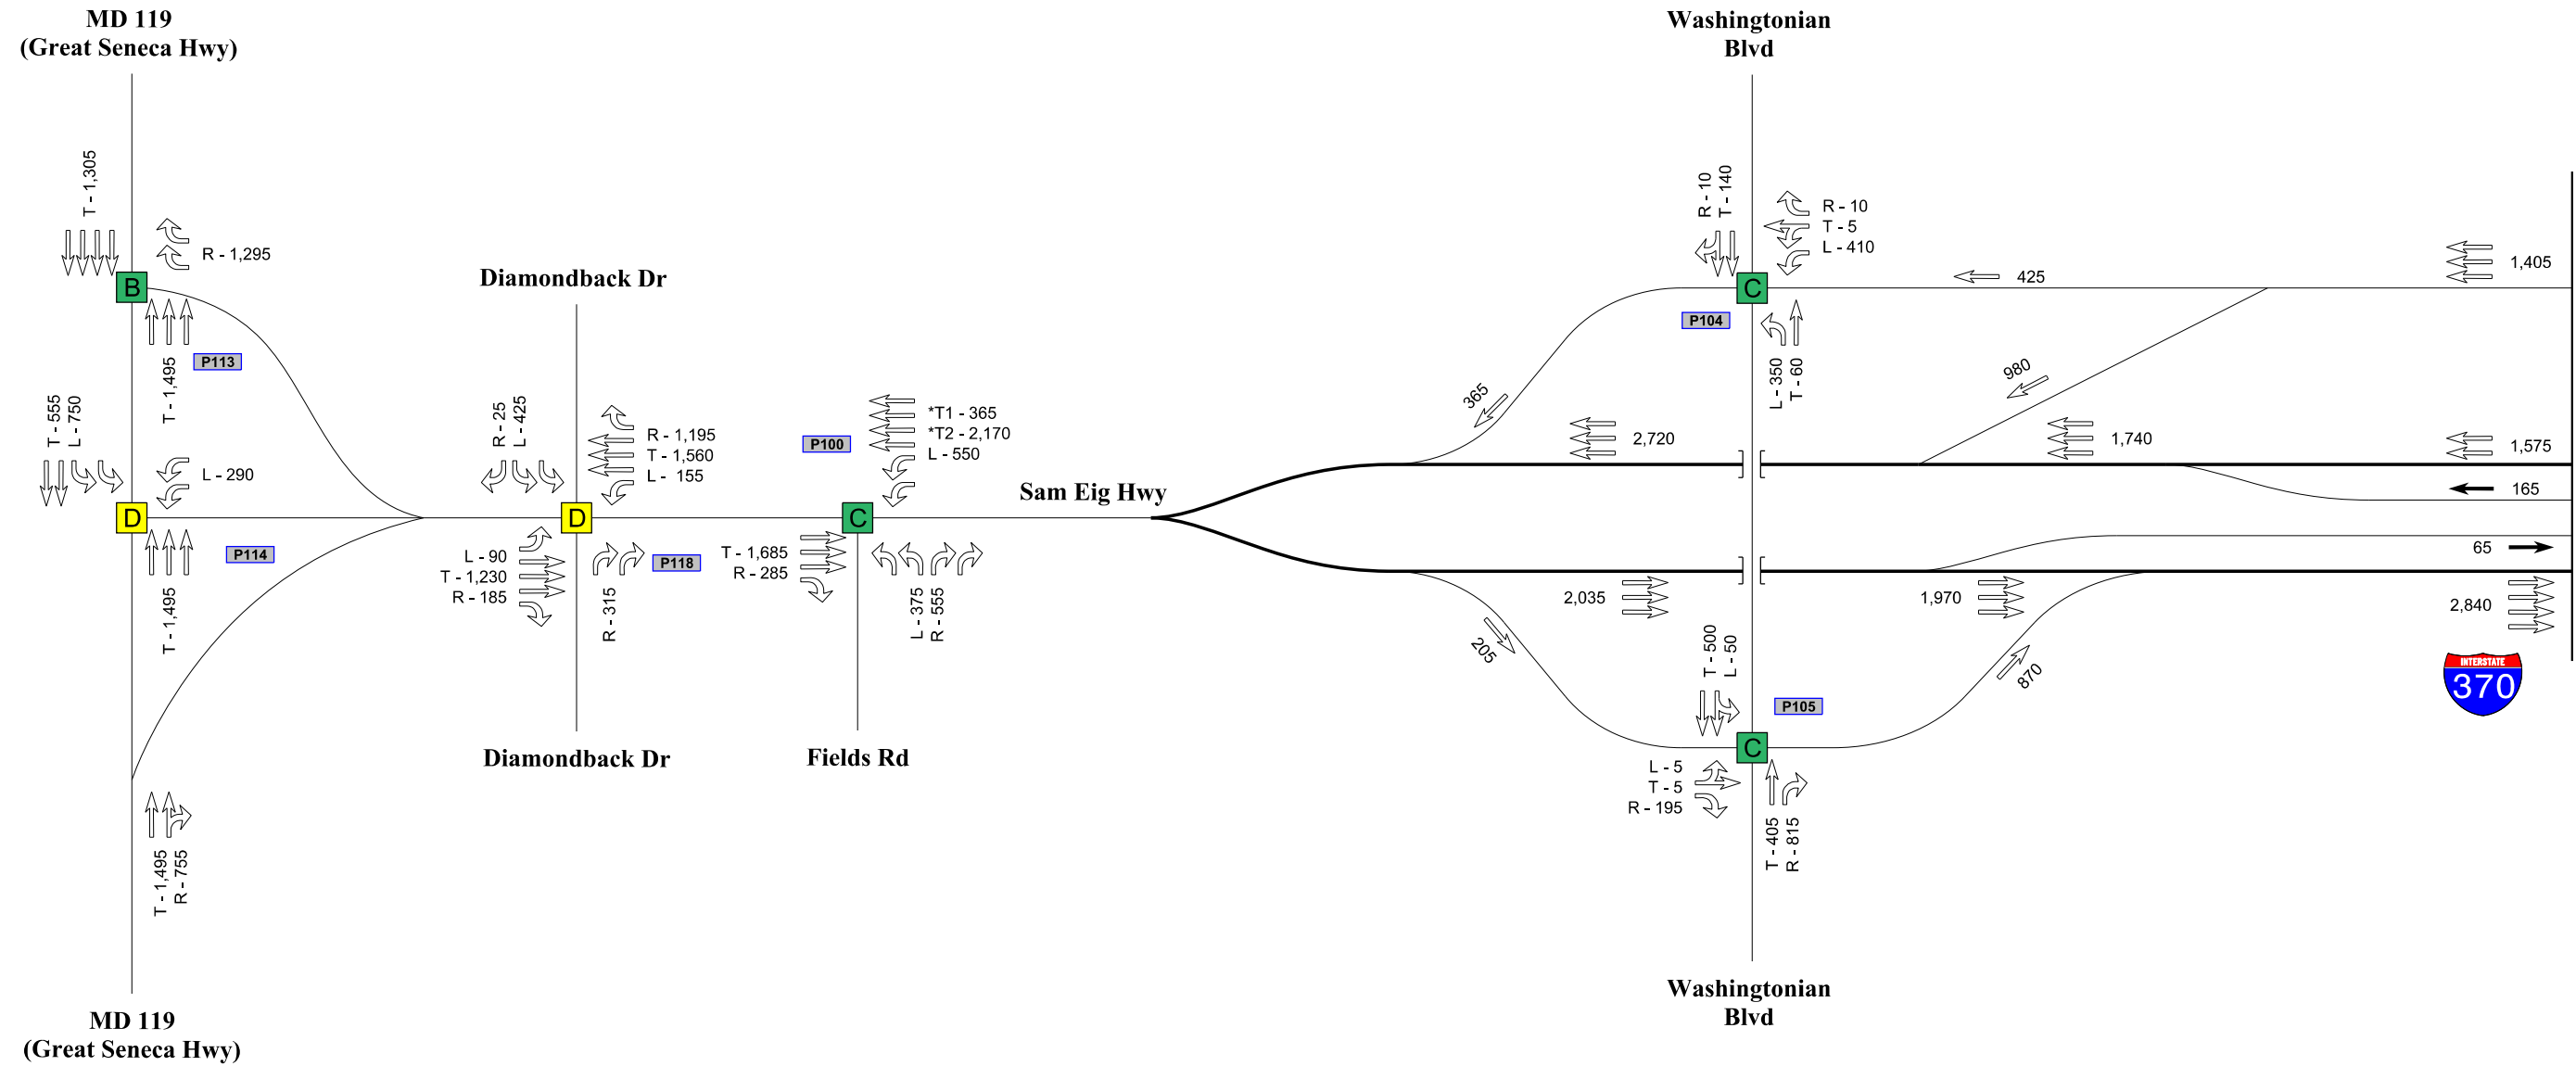 MD 119
(Great Seneca Hwy)
Washingtonian
Blvd
T - 1,305
R - 1,295
B
T - 1,495
P113
T - 555
L - 750
L - 290
D
P114
T - 1,495
T - 1,495
R - 755
MD 119
(Great Seneca Hwy)
Diamondback Dr
R - 25
L - 425
R - 1,195
T - 1,560
L - 155
D
L - 90
T - 1,230
R - 185
R - 315
P118
Diamondback Dr
P100
*T1 - 365
*T2 - 2,170
L - 550
C
T - 1,685
R - 285
L - 375
R - 555
Fields Rd
Sam Eig Hwy
R - 10
T - 140
R - 10
T - 5
L - 410
C
P104
L - 350
T - 60
425
1,405
980
365
2,720
1,740
1,575
165
65
2,035
1,970
2,840
205
870
T - 500
L - 50
P105
C
L - 5
T - 5
R - 195
T - 405
R - 815
INTERSTATE
370
Washingtonian
Blvd